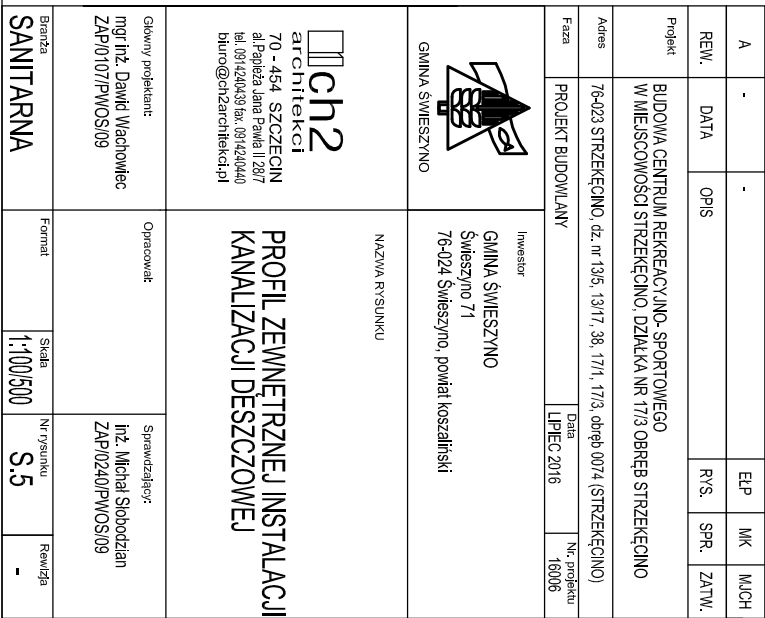 A - - EŁP MK MJCH
REW. DATA OPIS RYS. SPR. ZATW.
Projekt
BUDOWA CENTRUM REKREACYJNO- SPORTOWEGO
W MIEJSCOWOŚCI STRZEKĘCINO, DZIAŁKA NR 17/3 OBRĘB STRZEKĘCINO
Adres
76-023 STRZEKĘCINO, dz. nr 13/5, 13/17, 38, 17/1, 17/3, obręb 0074 (STRZEKĘCINO)
Faza
PROJEKT BUDOWLANY
Data
LIPIEC 2016
Nr. projektu
16006
GMINA ŚWIESZYNO
Inwestor
GMINA ŚWIESZYNO
Świeszyno 71
76-024 Świeszyno, powiat koszaliński
ch2
architekci
70 - 454 SZCZECIN
al.Papieża Jana Pawła II 28/7
tel. 0914240439 fax. 0914240440
biuro@ch2architekci.pl
NAZWA RYSUNKU
PROFIL ZEWNĘTRZNEJ INSTALACJI
KANALIZACJI DESZCZOWEJ
Główny projektant:
mgr inż. Dawid Wachowiec
ZAP/0107/PWOS/09
Opracował:
Sprawdzający:
inż. Michał Słobodzian
ZAP/0240/PWOS/09
Branża
SANITARNA
Format
Skala
1:100/500
Nr rysunku
S.5
Rewizja
-